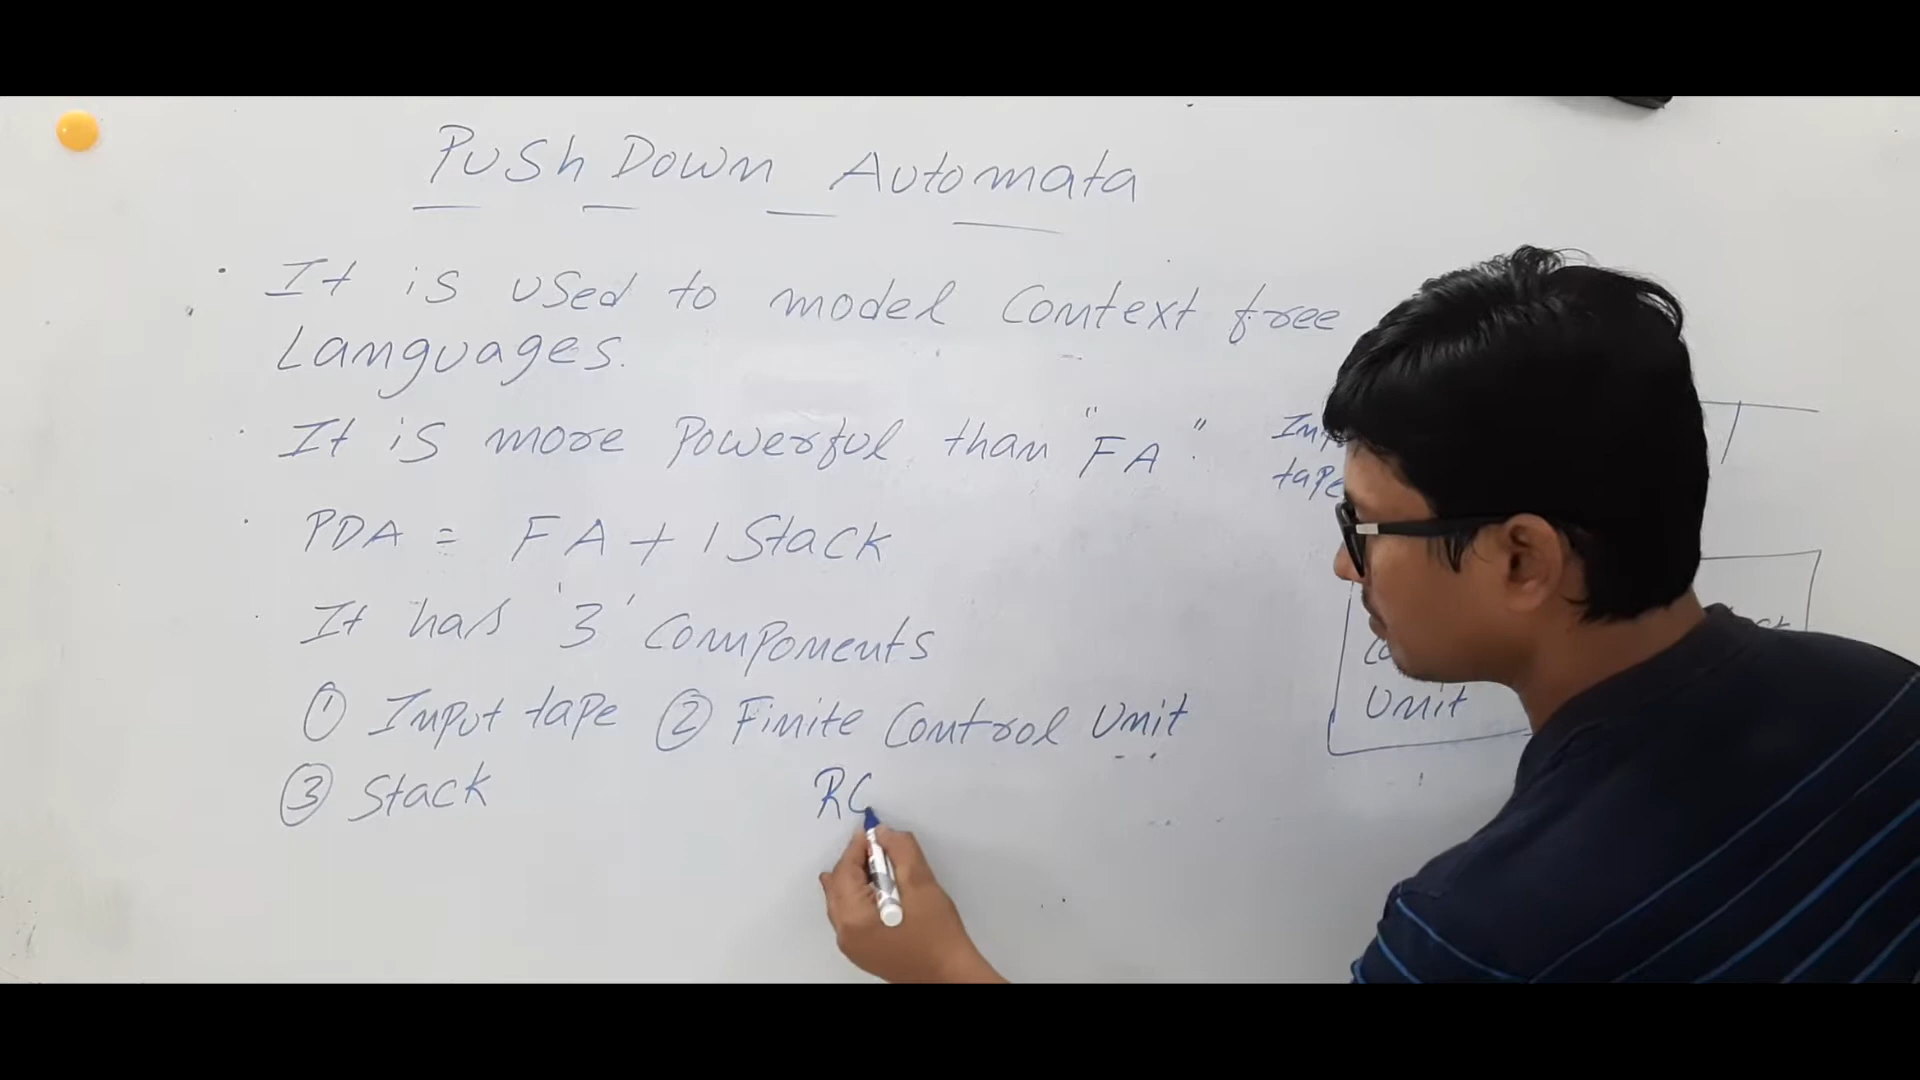 Push Down Automata
• It is used to model Context free
Languages.
• It is more Powerful than "FA".
• PDA = FA + 1 Stack
• It has '3' Components
① Input tape ② Finite Control Unit
③ Stack
RC
tape
Unit